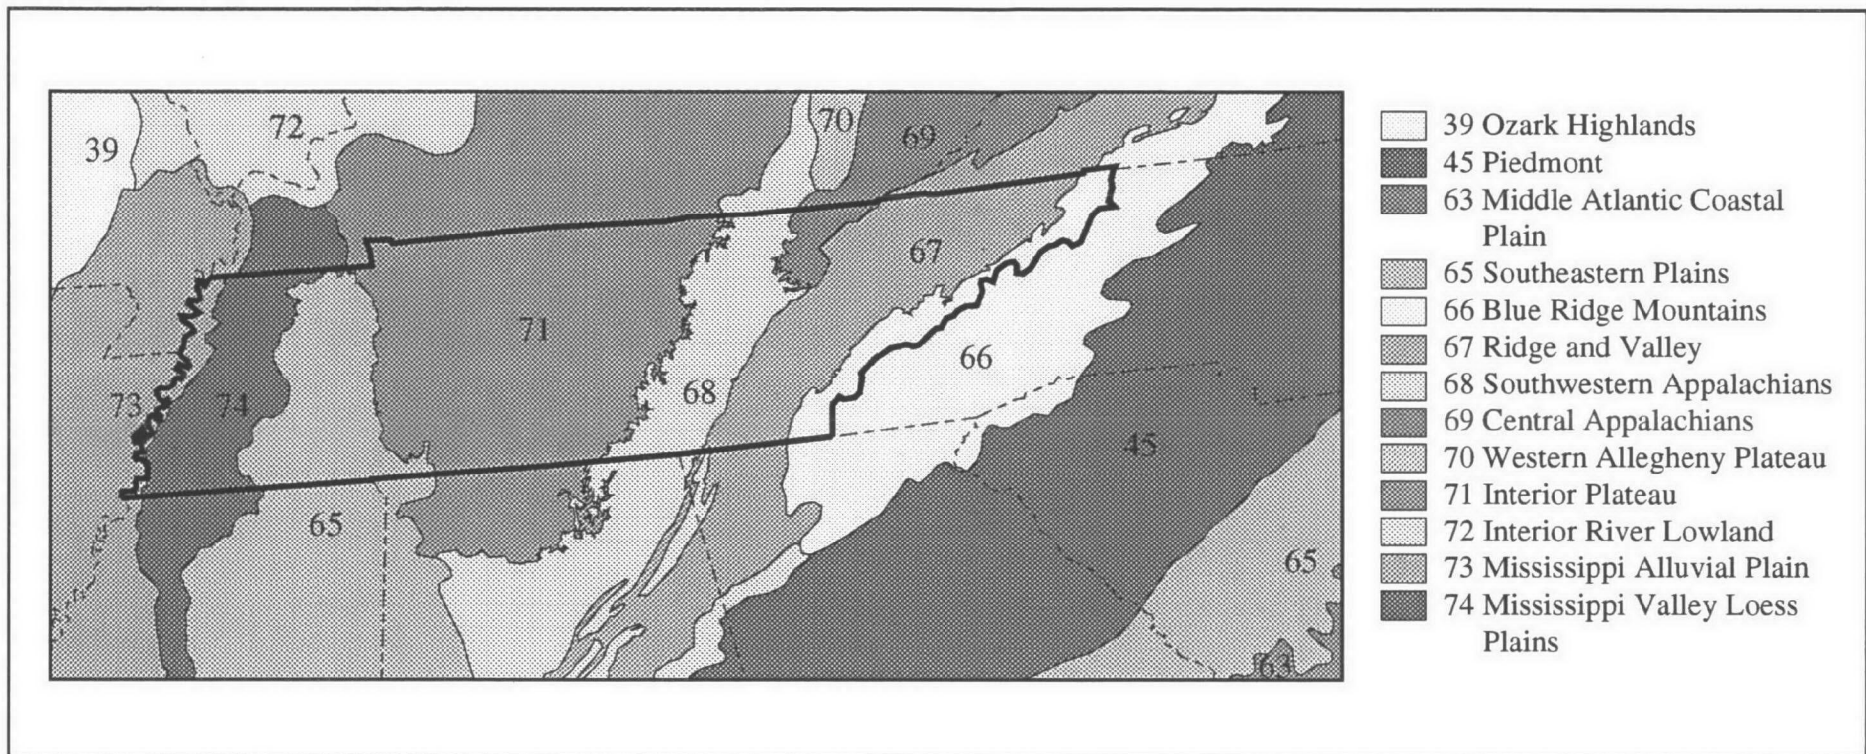 39
72
70
69
67
71
66
68
73
74
45
65
65
63
39 Ozark Highlands
45 Piedmont
63 Middle Atlantic Coastal
Plain
65 Southeastern Plains
66 Blue Ridge Mountains
67 Ridge and Valley
68 Southwestern Appalachians
69 Central Appalachians
70 Western Allegheny Plateau
71 Interior Plateau
72 Interior River Lowland
73 Mississippi Alluvial Plain
74 Mississippi Valley Loess
Plains